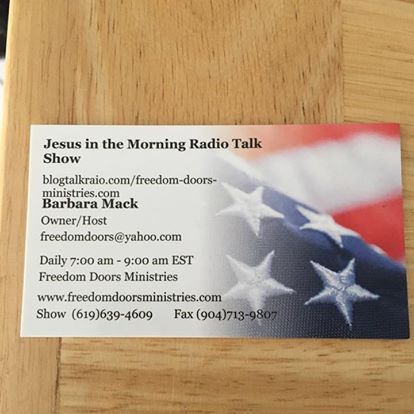 Jesus in the Morning Radio Talk
Show
blogtalkraio.com/freedom-doors-
ministries.com
Barbara Mack
Owner/Host
freedomdoors@yahoo.com
Daily 7:00 am - 9:00 am EST
Freedom Doors Ministries
www.freedomdoorsministries.com
Show (619)639-4609 Fax (904)713-9807